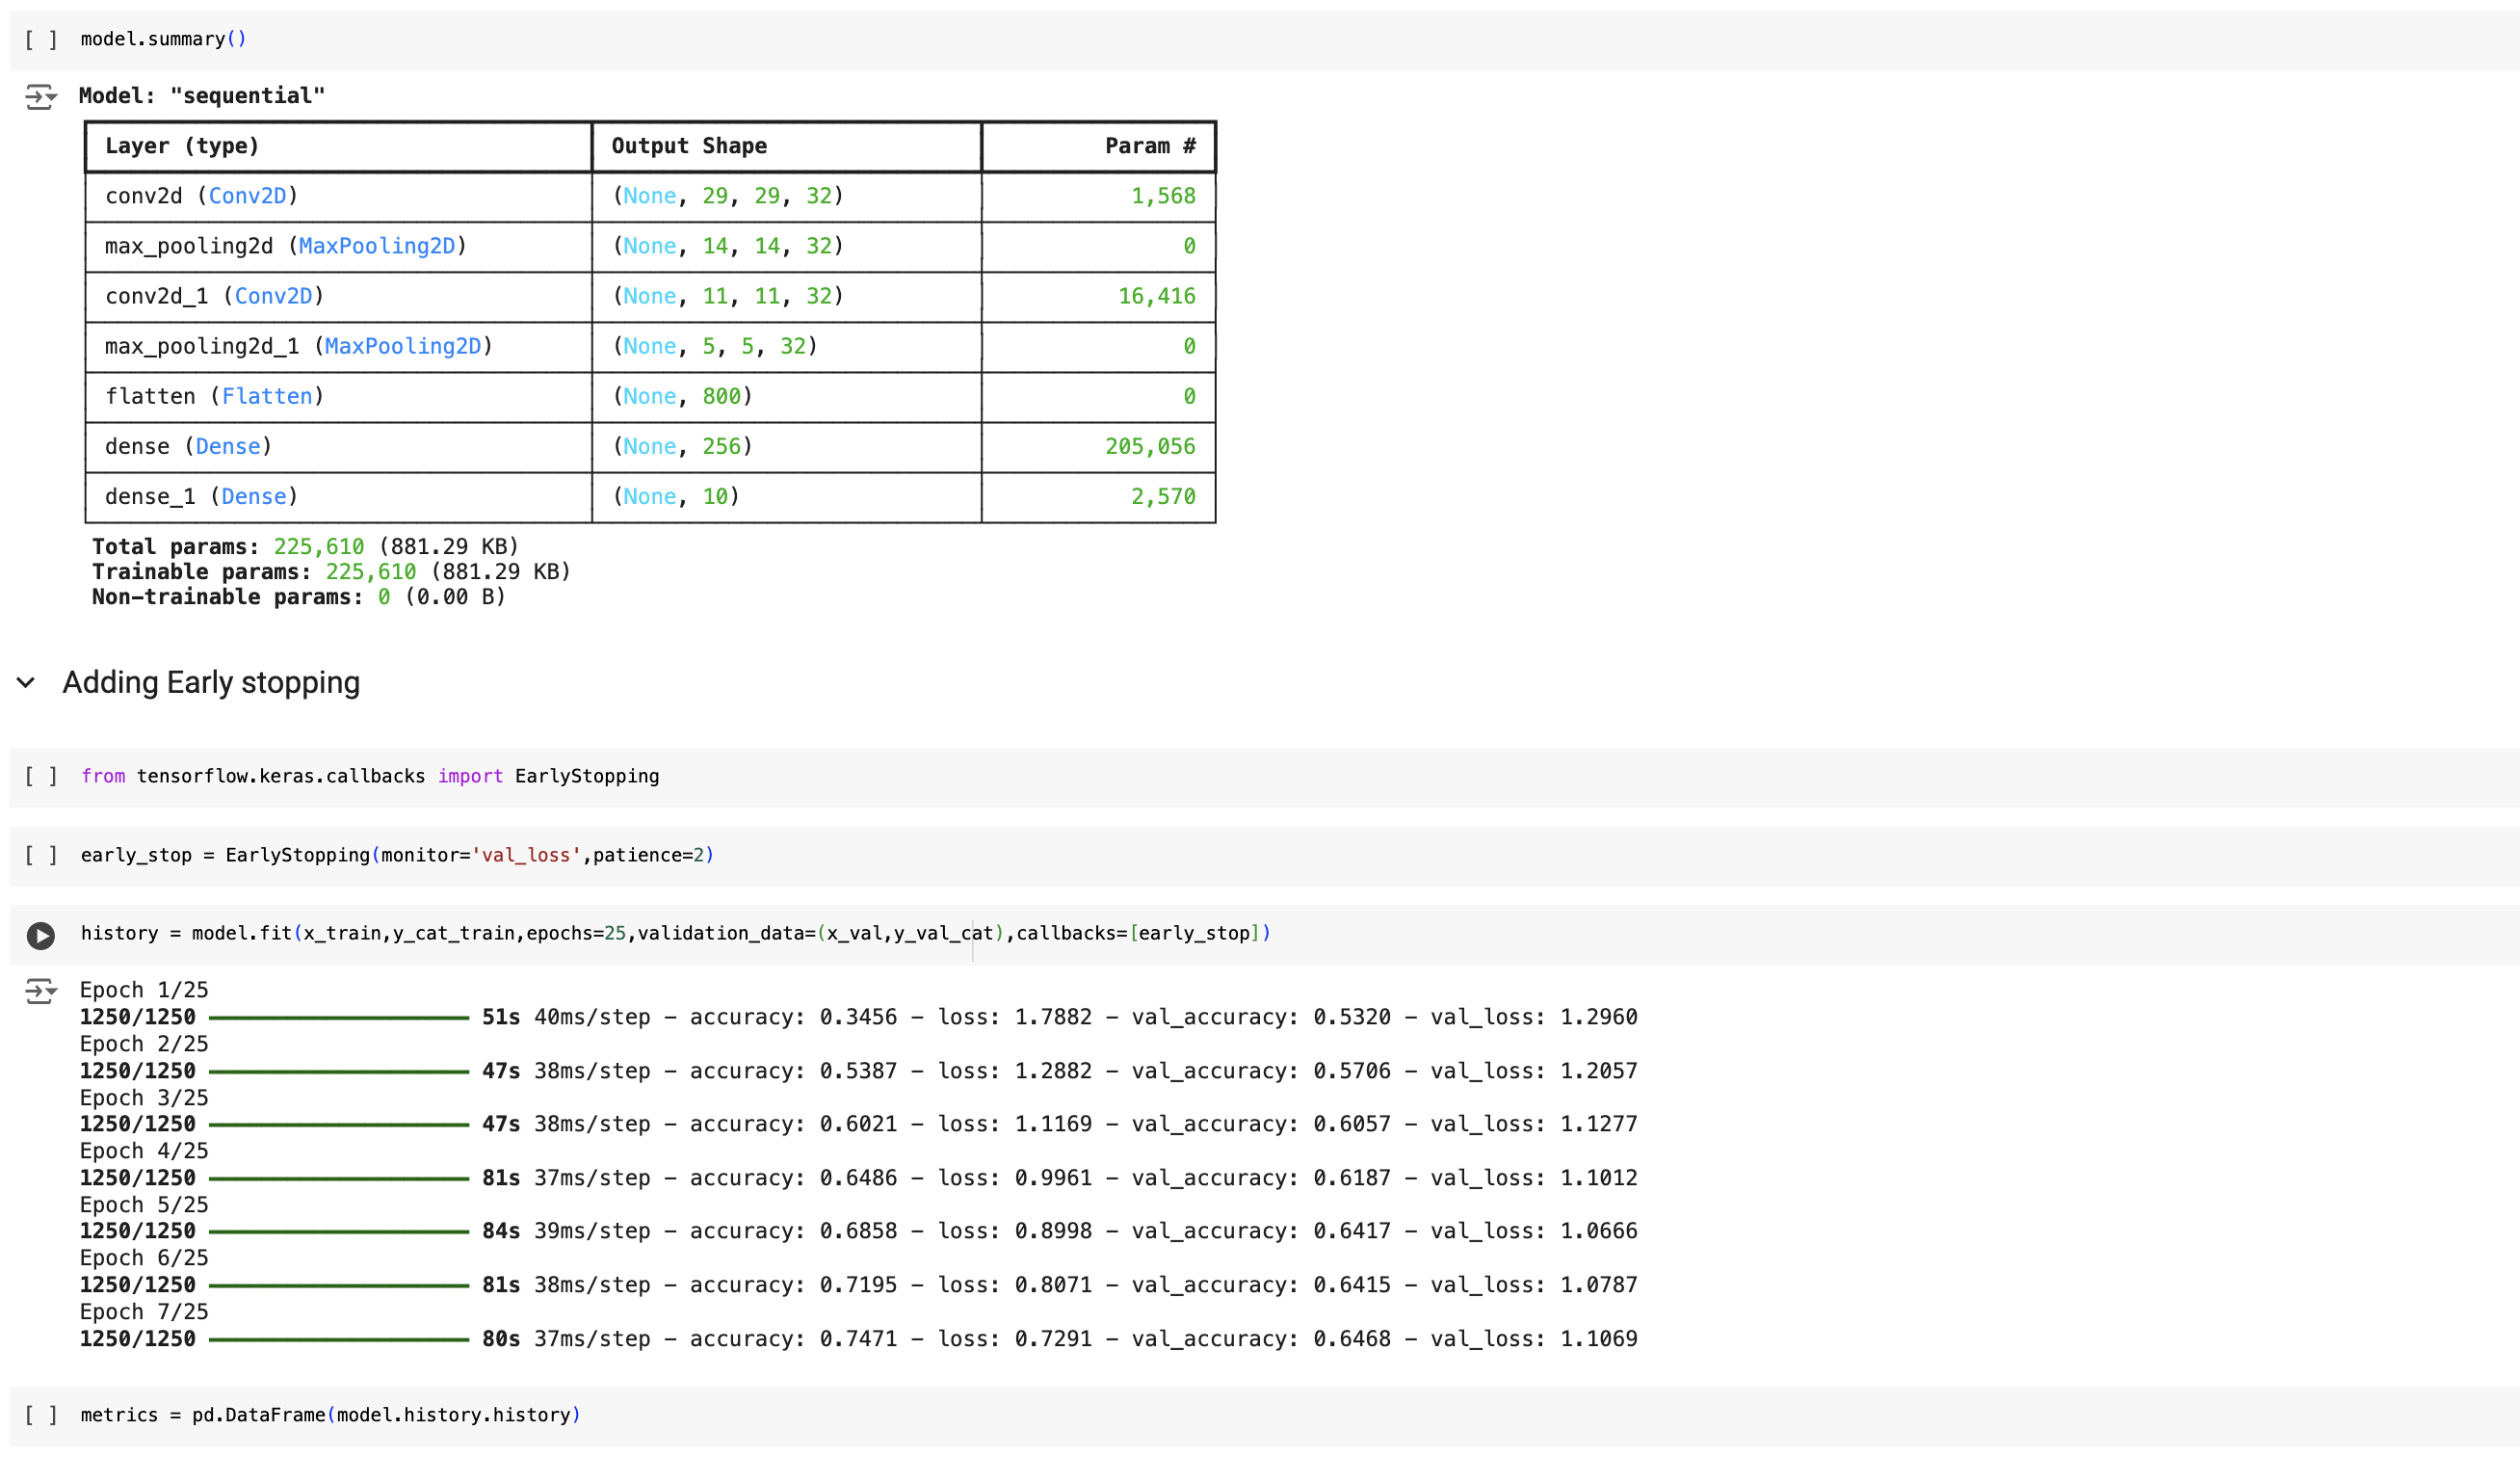 [ ] model.summary()
Model: "sequential"
Layer (type) Output Shape Param #
conv2d (Conv2D) (None, 29, 29, 32) 1,568
max_pooling2d (MaxPooling2D) (None, 14, 14, 32) 0
conv2d_1 (Conv2D) (None, 11, 11, 32) 16,416
max_pooling2d_1 (MaxPooling2D) (None, 5, 5, 32) 0
flatten (Flatten) (None, 800) 0
dense (Dense) (None, 256) 205,056
dense_1 (Dense) (None, 10) 2,570
Total params: 225,610 (881.29 KB)
Trainable params: 225,610 (881.29 KB)
Non-trainable params: 0 (0.00 B)
Adding Early stopping
[ ] from tensorflow.keras.callbacks import EarlyStopping
[ ] early_stop = EarlyStopping(monitor='val_loss',patience=2)
history = model.fit(x_train,y_cat_train,epochs=25,validation_data=(x_val,y_val_cat),callbacks=[early_stop])
Epoch 1/25
1250/1250 51s 40ms/step - accuracy: 0.3456 - loss: 1.7882 - val_accuracy: 0.5320 - val_loss: 1.2960
Epoch 2/25
1250/1250 47s 38ms/step - accuracy: 0.5387 - loss: 1.2882 - val_accuracy: 0.5706 - val_loss: 1.2057
Epoch 3/25
1250/1250 47s 38ms/step - accuracy: 0.6021 - loss: 1.1169 - val_accuracy: 0.6057 - val_loss: 1.1277
Epoch 4/25
1250/1250 81s 37ms/step - accuracy: 0.6486 - loss: 0.9961 - val_accuracy: 0.6187 - val_loss: 1.1012
Epoch 5/25
1250/1250 84s 39ms/step - accuracy: 0.6858 - loss: 0.8998 - val_accuracy: 0.6417 - val_loss: 1.0666
Epoch 6/25
1250/1250 81s 38ms/step - accuracy: 0.7195 - loss: 0.8071 - val_accuracy: 0.6415 - val_loss: 1.0787
Epoch 7/25
1250/1250 80s 37ms/step - accuracy: 0.7471 - loss: 0.7291 - val_accuracy: 0.6468 - val_loss: 1.1069
[ ] metrics = pd.DataFrame(model.history.history)